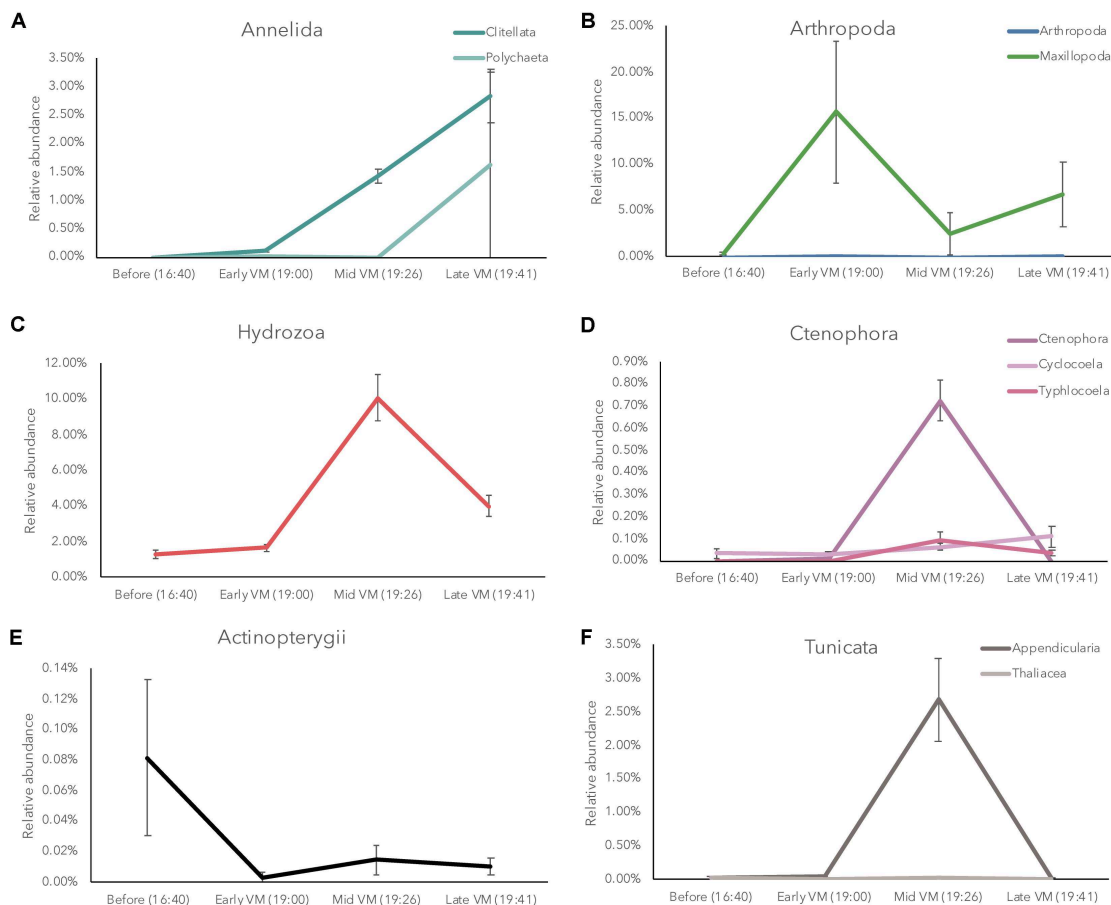 A
Annelida
Clitellata
Polychaeta
3.50%
3.00%
2.50%
2.00%
1.50%
1.00%
0.50%
0.00%
Relative abundance
Before (16:40) Early VM (19:00) Mid VM (19:26) Late VM (19:41)
B
Arthropoda
Arthropoda
Maxillopoda
25.00%
20.00%
15.00%
10.00%
5.00%
0.00%
Relative abundance
Before (16:40) Early VM (19:00) Mid VM (19:26) Late VM (19:41)
C
Hydrozoa
12.00%
10.00%
8.00%
6.00%
4.00%
2.00%
0.00%
Relative abundance
Before (16:40) Early VM (19:00) Mid VM (19:26) Late VM (19:41)
D
Ctenophora
Ctenophora
Cyclocoela
Typhlocoela
0.90%
0.80%
0.70%
0.60%
0.50%
0.40%
0.30%
0.20%
0.10%
0.00%
Relative abundance
Before (16:40) Early VM (19:00) Mid VM (19:26) Late VM (19:41)
E
Actinopterygii
0.14%
0.12%
0.10%
0.08%
0.06%
0.04%
0.02%
0.00%
Relative abundance
Before (16:40) Early VM (19:00) Mid VM (19:26) Late VM (19:41)
F
Tunicata
Appendicularia
Thaliacea
3.50%
3.00%
2.50%
2.00%
1.50%
1.00%
0.50%
0.00%
Relative abundance
Before (16:40) Early VM (19:00) Mid VM (19:26) Late VM (19:41)